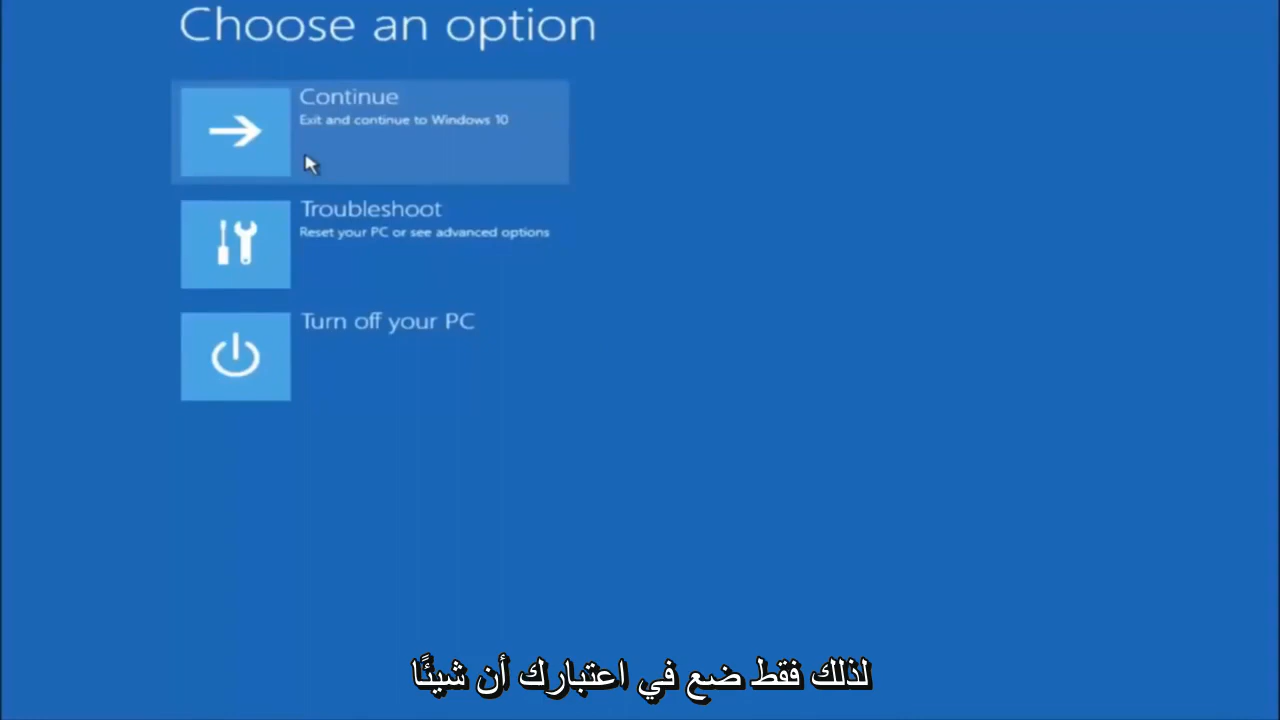 Choose an option
Continue
Exit and continue to Windows 10
Troubleshoot
Reset your PC or see advanced options
Turn off your PC
لذلك فقط ضع في اعتبارك أن شيئًا